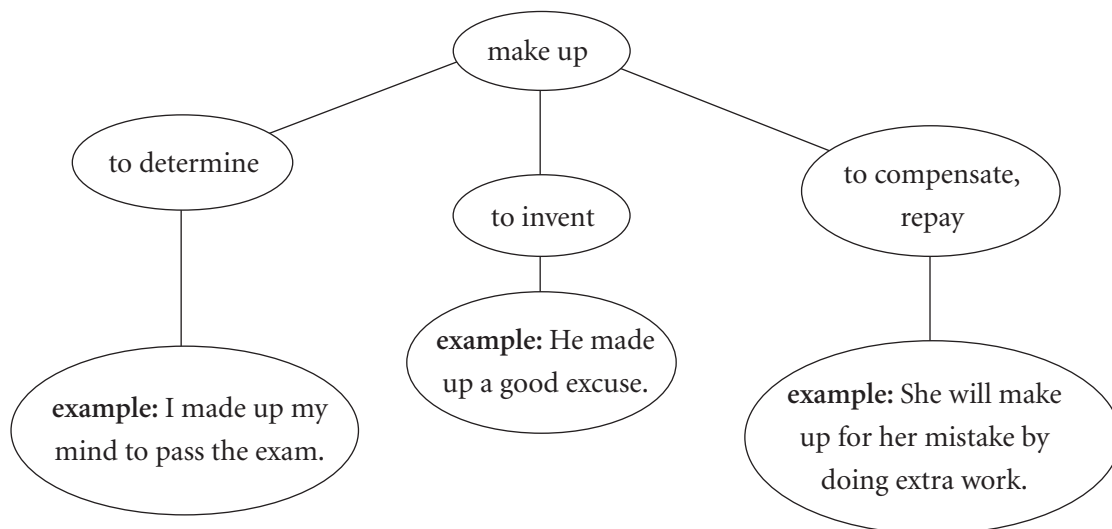 make up
to determine
to invent
to compensate,
repay
example: I made up my
mind to pass the exam.
example: He made
up a good excuse.
example: She will make
up for her mistake by
doing extra work.